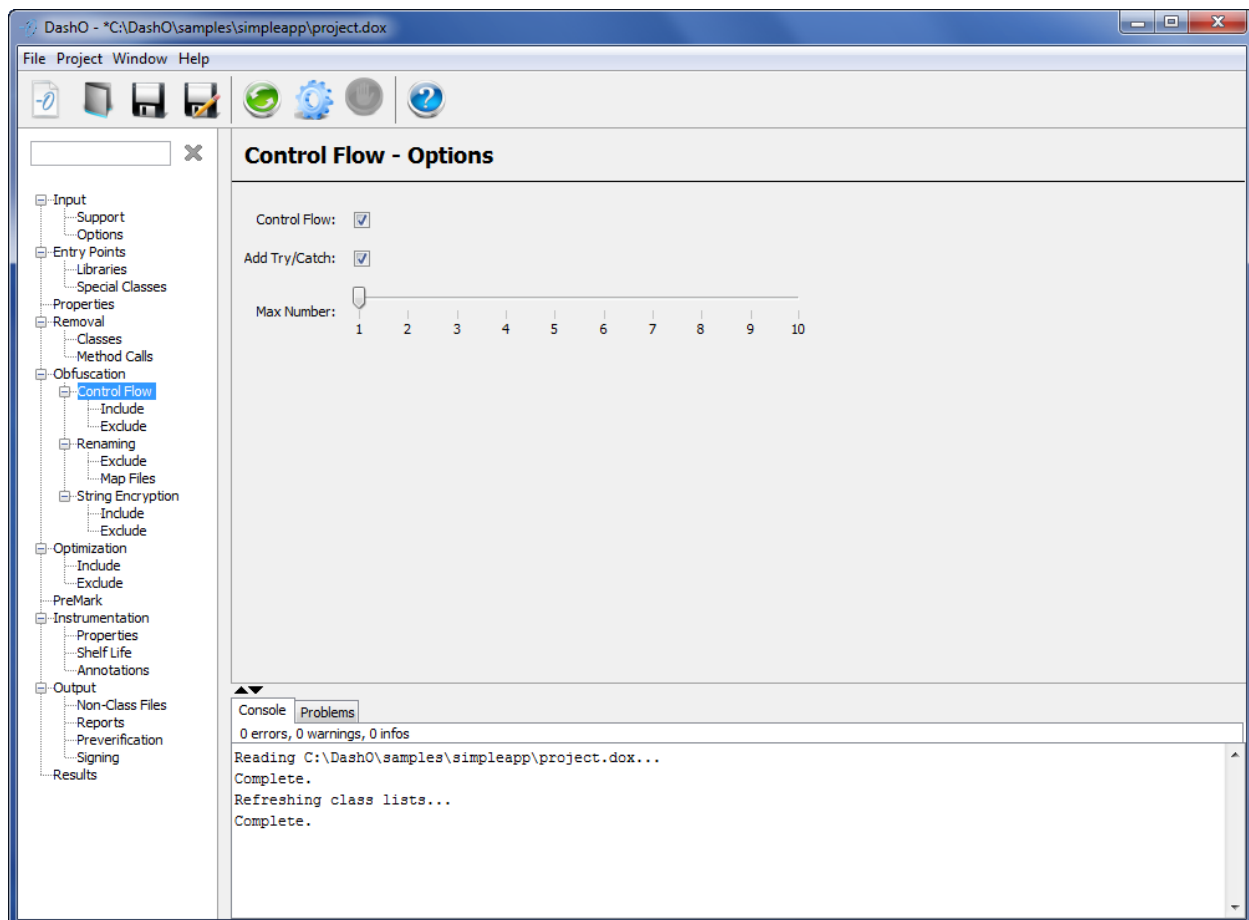 DashO - *C:\DashO\samples\simpleapp\project.dox
File Project Window Help
Control Flow - Options
Input
Support
Options
Entry Points
Libraries
Special Classes
Properties
Removal
Classes
Method Calls
Obfuscation
Control Flow
Include
Exclude
Renaming
Exclude
Map Files
String Encryption
Include
Exclude
Optimization
Include
Exclude
PreMark
Instrumentation
Properties
Shelf Life
Annotations
Output
Non-Class Files
Reports
Preverification
Signing
Results
Control Flow:
Add Try/Catch:
Max Number:
1 2 3 4 5 6 7 8 9 10
Console Problems
0 errors, 0 warnings, 0 infos
Reading C:\DashO\samples\simpleapp\project.dox...
Complete.
Refreshing class lists...
Complete.